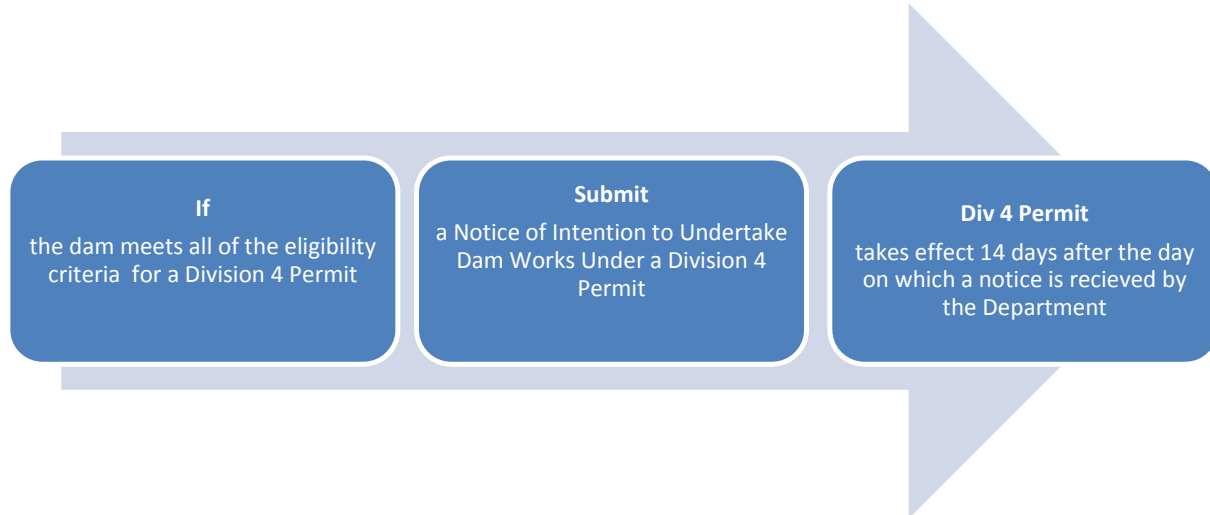 If
the dam meets all of the eligibility
criteria for a Division 4 Permit
Submit
a Notice of Intention to Undertake
Dam Works Under a Division 4
Permit
Div 4 Permit
takes effect 14 days after the day
on which a notice is recieved by
the Department